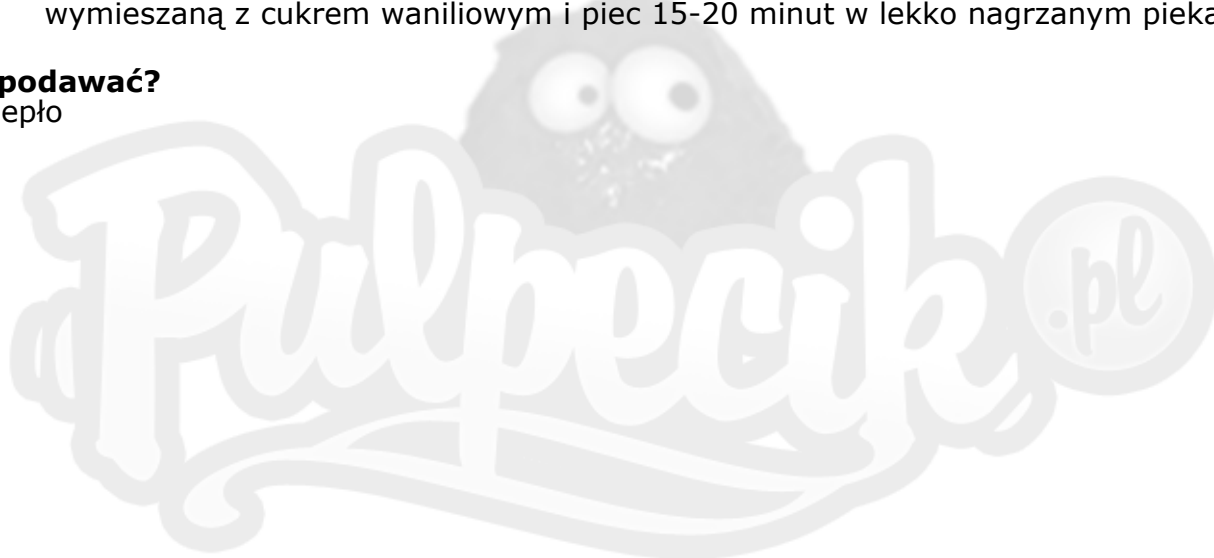 wymieszaną z cukrem waniliowym i piec 15-20 minut w lekko nagrzanym pieka
podawać?
epło
Pulpecik.pl